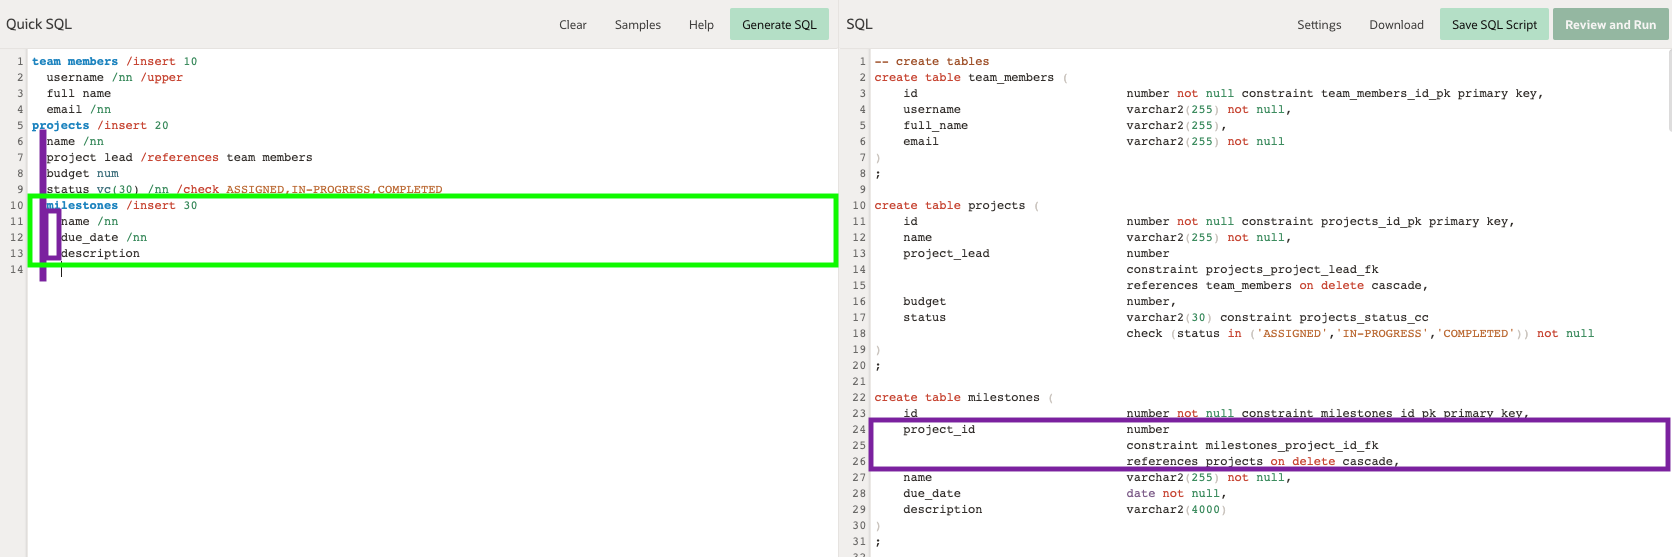 Quick SQL Clear Samples Help Generate SQL
1 team members /insert 10
2 username /nn /upper
3 full name
4 email /nn
5 projects /insert 20
6 name /nn
7 project lead /references team members
8 budget num
9 status vc(30) /nn /check ASSIGNED,IN-PROGRESS,COMPLETED
10 milestones /insert 30
11 name /nn
12 due_date /nn
13 description
14
SQL Settings Download Save SQL Script Review and Run
1 -- create tables
2 create table team_members (
3 id number not null constraint team_members_id_pk primary key,
4 username varchar2(255) not null,
5 full_name varchar2(255),
6 email varchar2(255) not null
7 )
8 ;
9
10 create table projects (
11 id number not null constraint projects_id_pk primary key,
12 name varchar2(255) not null,
13 project_lead number
14 constraint projects_project_lead_fk
15 references team_members on delete cascade,
16 budget number,
17 status varchar2(30) constraint projects_status_cc
18 check (status in ('ASSIGNED','IN-PROGRESS','COMPLETED')) not null
19 )
20 ;
21
22 create table milestones (
23 id number not null constraint milestones_id_pk primary key,
24 project_id number
25 constraint milestones_project_id_fk
26 references projects on delete cascade,
27 name varchar2(255) not null,
28 due_date date not null,
29 description varchar2(4000)
30 )
31 ;
32